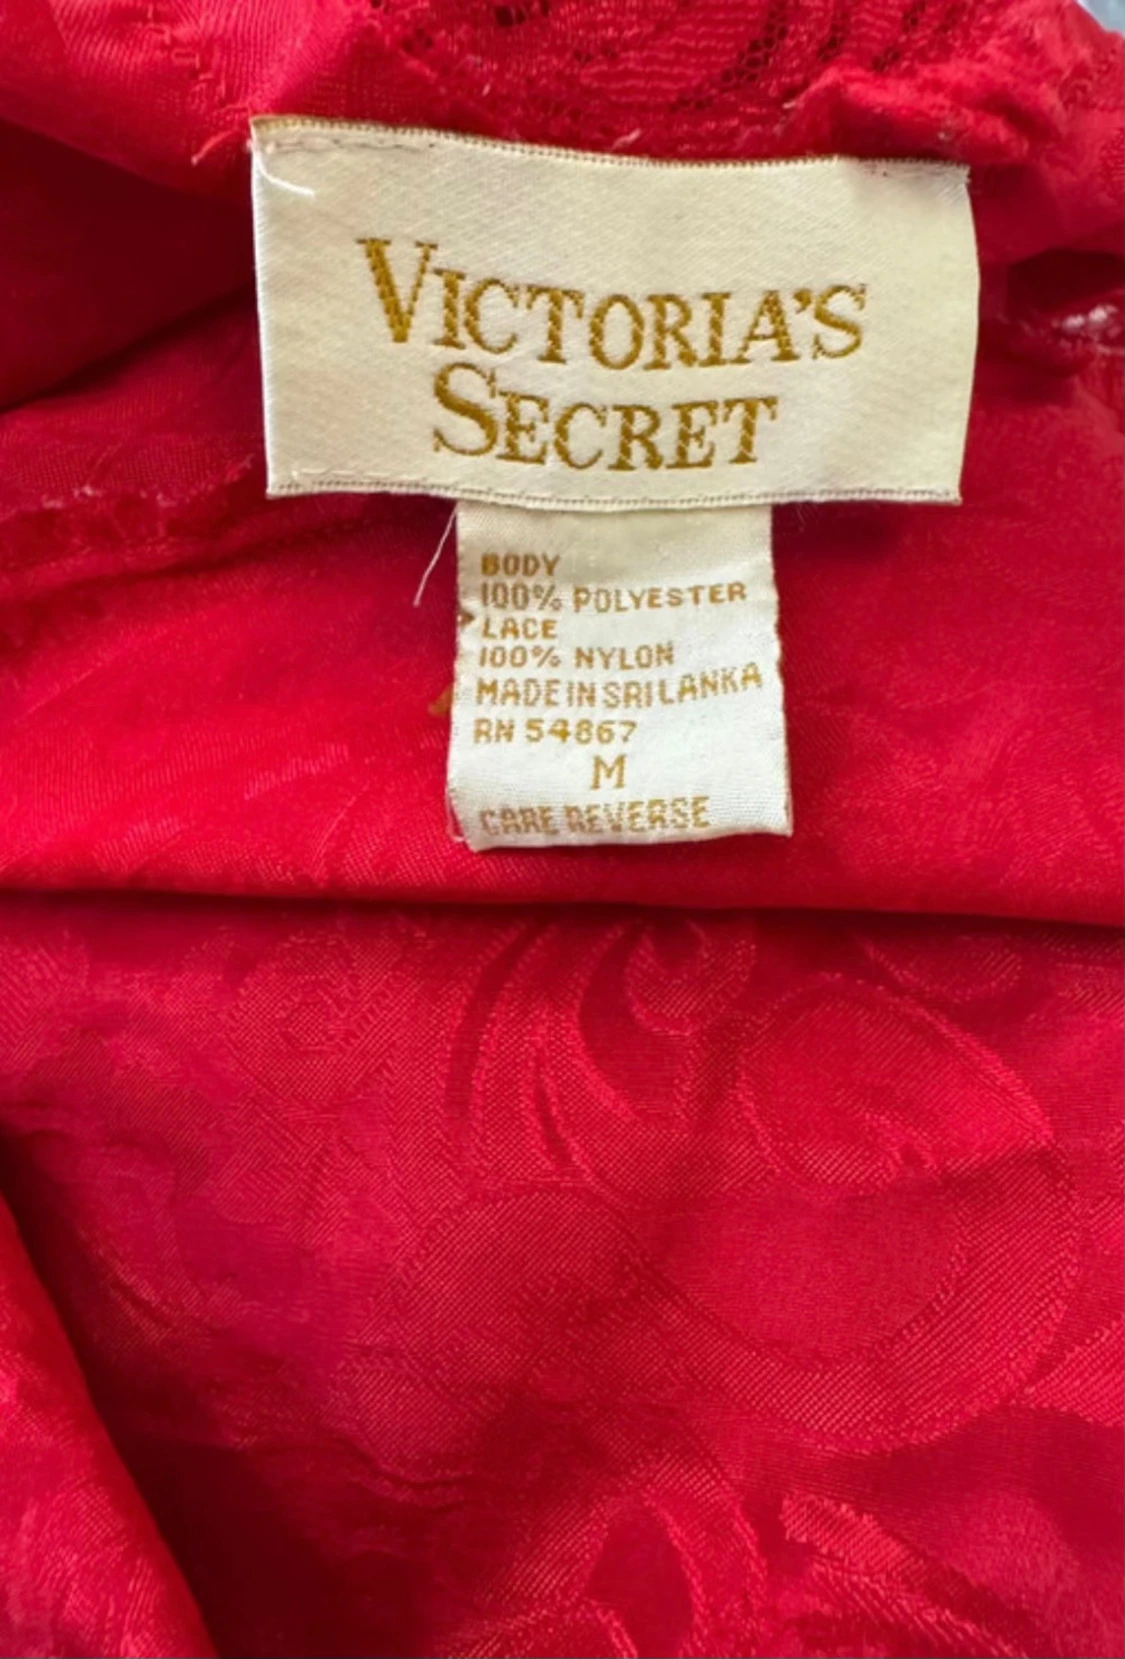 VICTORIA'S
SECRET
BODY
100% POLYESTER
LACE
100% NYLON
MADE IN SRI LANKA
RN 54867
M
CARE REVERSE